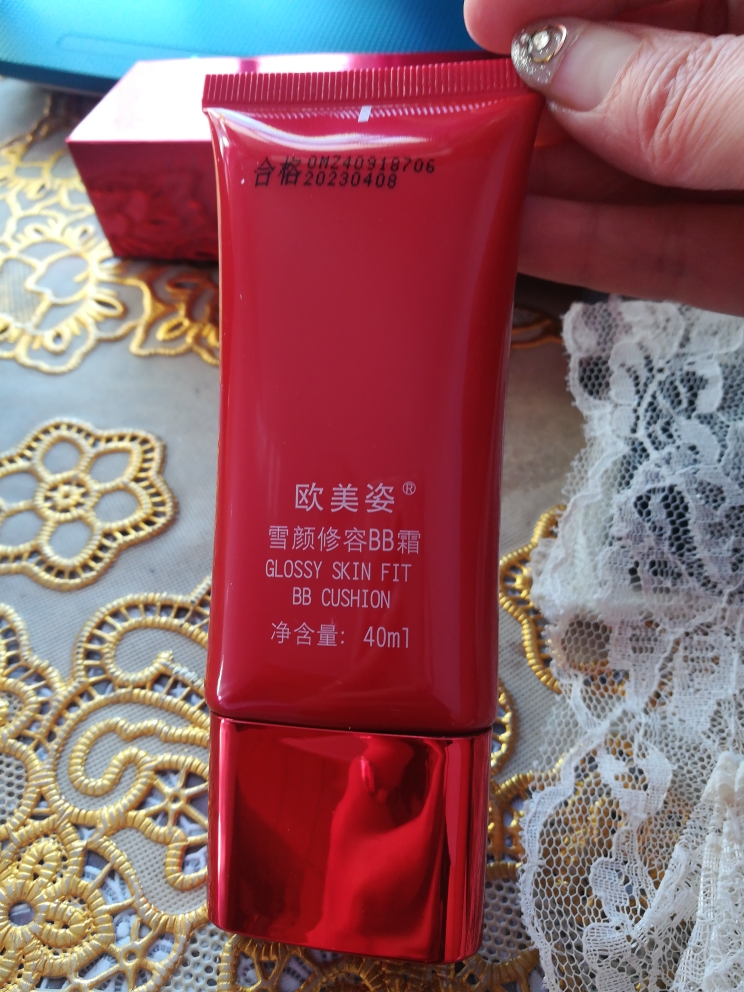 合格 OMZ40918706
20230408
欧美姿®
雪颜修容BB霜
GLOSSY SKIN FIT
BB CUSHION
净含量: 40ml